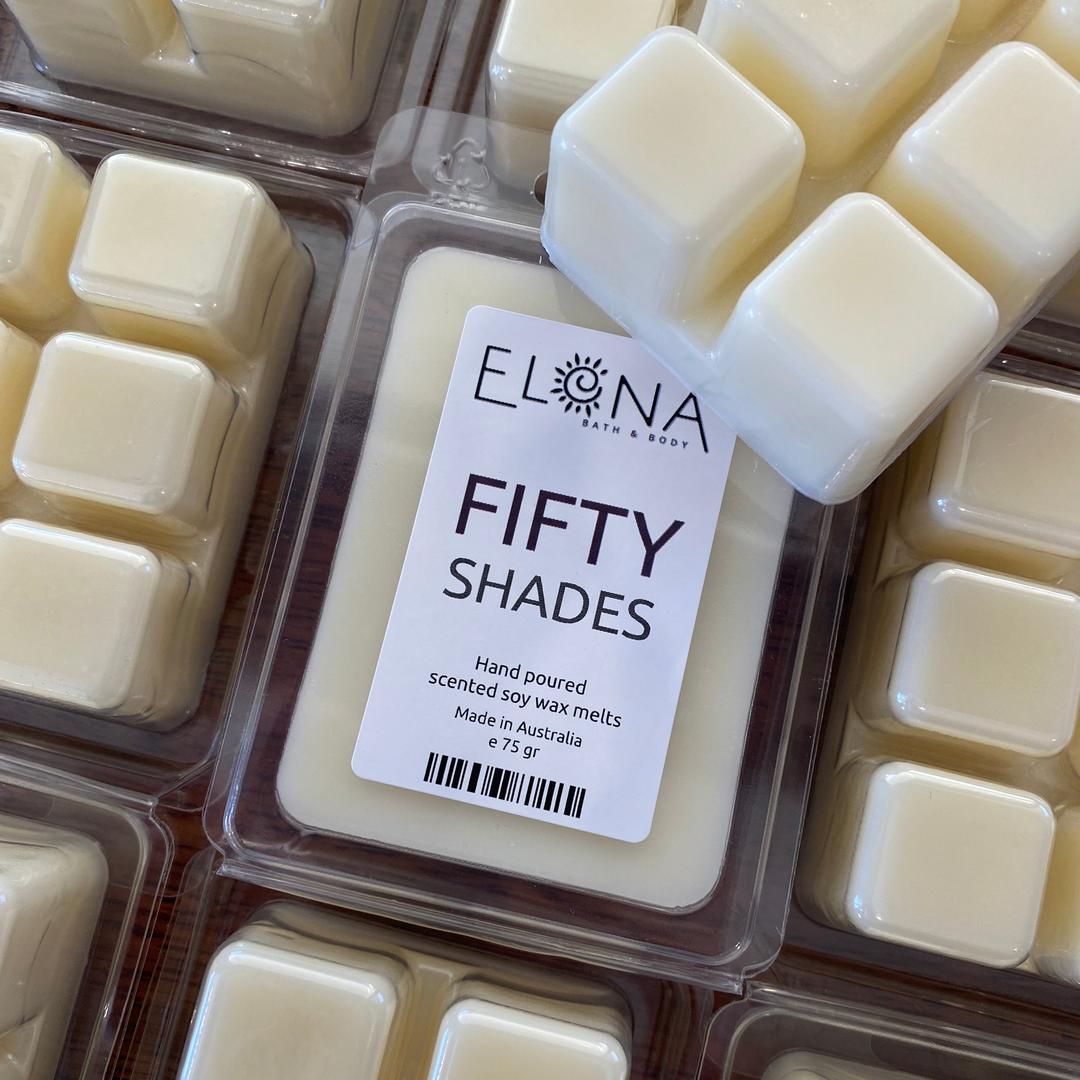 ELONA
BATH & BODY
FIFTY
SHADES
Hand poured
scented soy wax melts
Made in Australia
e 75 gr